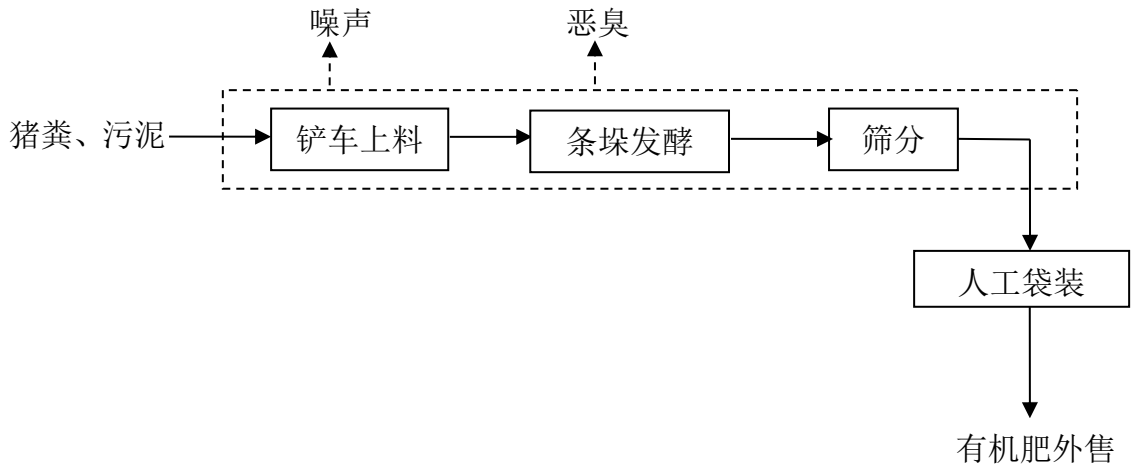 噪声
恶臭
猪粪、污泥
铲车上料
条垛发酵
筛分
人工袋装
有机肥外售